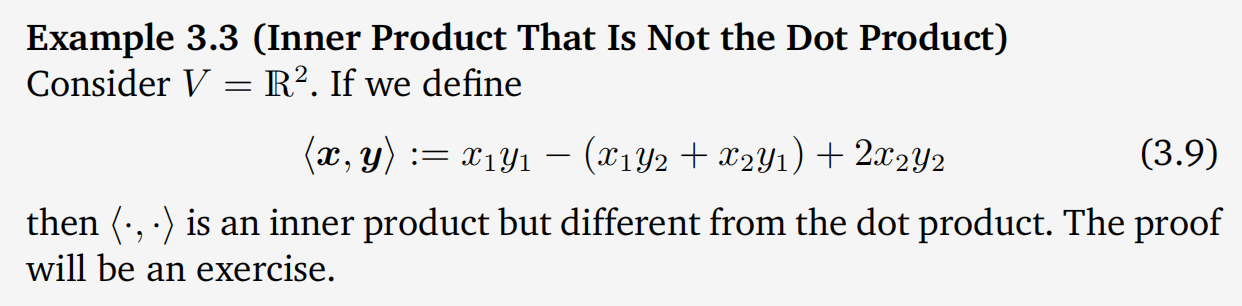 Example 3.3 (Inner Product That Is Not the Dot Product)
Consider V = ℝ². If we define
⟨x, y⟩ := x₁y₁ − (x₁y₂ + x₂y₁) + 2x₂y₂ (3.9)
then ⟨·, ·⟩ is an inner product but different from the dot product. The proof
will be an exercise.